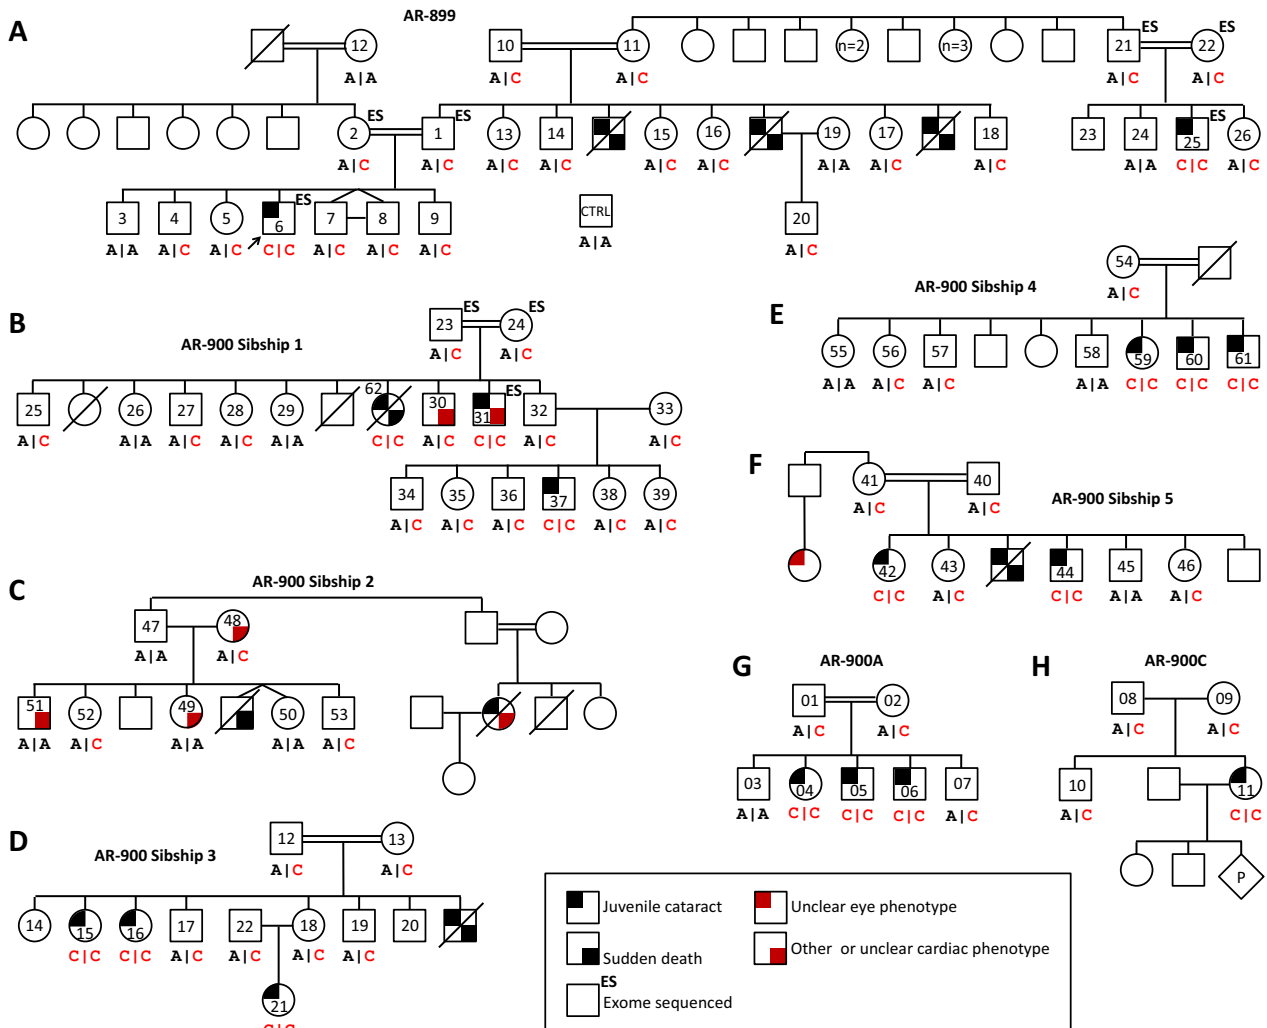 A
AR-899
12
A|A
10
A|C
11
A|C
n=2
n=3
ES
21
A|C
ES
22
A|C
ES
2
A|C
ES
1
A|C
13
A|C
14
A|C
15
A|C
16
A|C
19
A|A
17
A|C
18
A|C
23
24
A|A
ES
25
C|C
26
A|C
3
A|A
4
A|C
5
A|C
ES
6
C|C
7
A|C
8
A|C
9
A|C
CTRL
A|A
20
A|C
B
AR-900 Sibship 1
ES
23
A|C
ES
24
A|C
25
A|C
26
A|A
27
A|C
28
A|C
29
A|A
62
C|C
30
A|C
ES
31
C|C
32
A|C
33
A|C
34
A|C
35
A|C
36
A|C
37
C|C
38
A|C
39
A|C
E
AR-900 Sibship 4
54
A|C
55
A|A
56
A|C
57
A|C
58
A|A
59
C|C
60
C|C
61
C|C
F
AR-900 Sibship 5
41
A|C
40
A|C
42
C|C
43
A|C
44
C|C
45
A|A
46
A|C
C
AR-900 Sibship 2
47
A|A
48
A|C
51
A|A
52
A|C
49
A|A
50
A|A
53
A|C
G
AR-900A
01
A|C
02
A|C
03
A|A
04
C|C
05
C|C
06
C|C
07
A|C
H
AR-900C
08
A|C
09
A|C
10
A|C
11
C|C
P
D
AR-900 Sibship 3
12
A|C
13
A|C
14
15
C|C
16
C|C
17
A|C
22
A|C
18
A|C
19
A|C
20
21
Juvenile cataract
Unclear eye phenotype
Sudden death
Other or unclear cardiac phenotype
ES
Exome sequenced